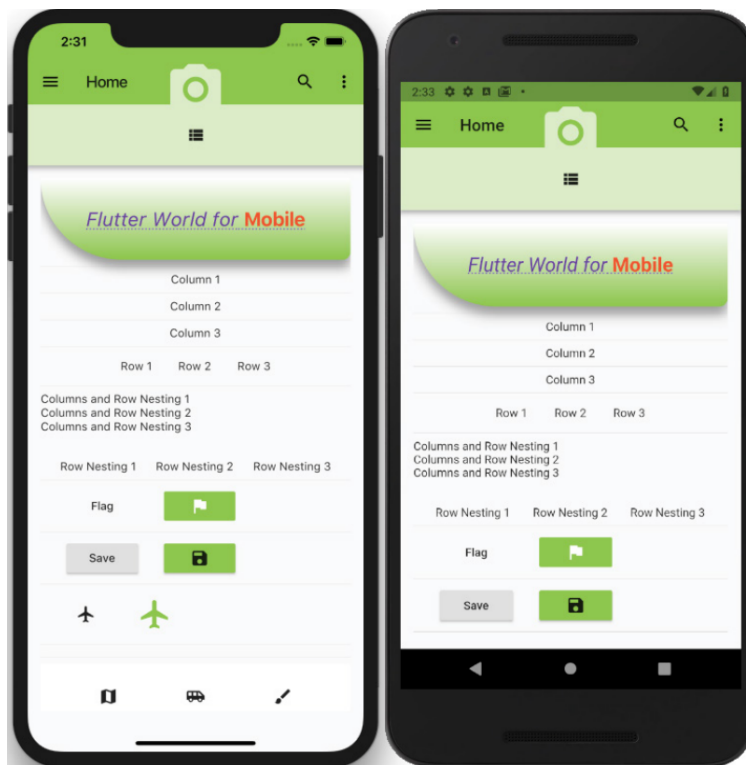 2:31
Home
Flutter World for Mobile
Column 1
Column 2
Column 3
Row 1 Row 2 Row 3
Columns and Row Nesting 1
Columns and Row Nesting 2
Columns and Row Nesting 3
Row Nesting 1 Row Nesting 2 Row Nesting 3
Flag
Save
2:33
Home
Flutter World for Mobile
Column 1
Column 2
Column 3
Row 1 Row 2 Row 3
Columns and Row Nesting 1
Columns and Row Nesting 2
Columns and Row Nesting 3
Row Nesting 1 Row Nesting 2 Row Nesting 3
Flag
Save